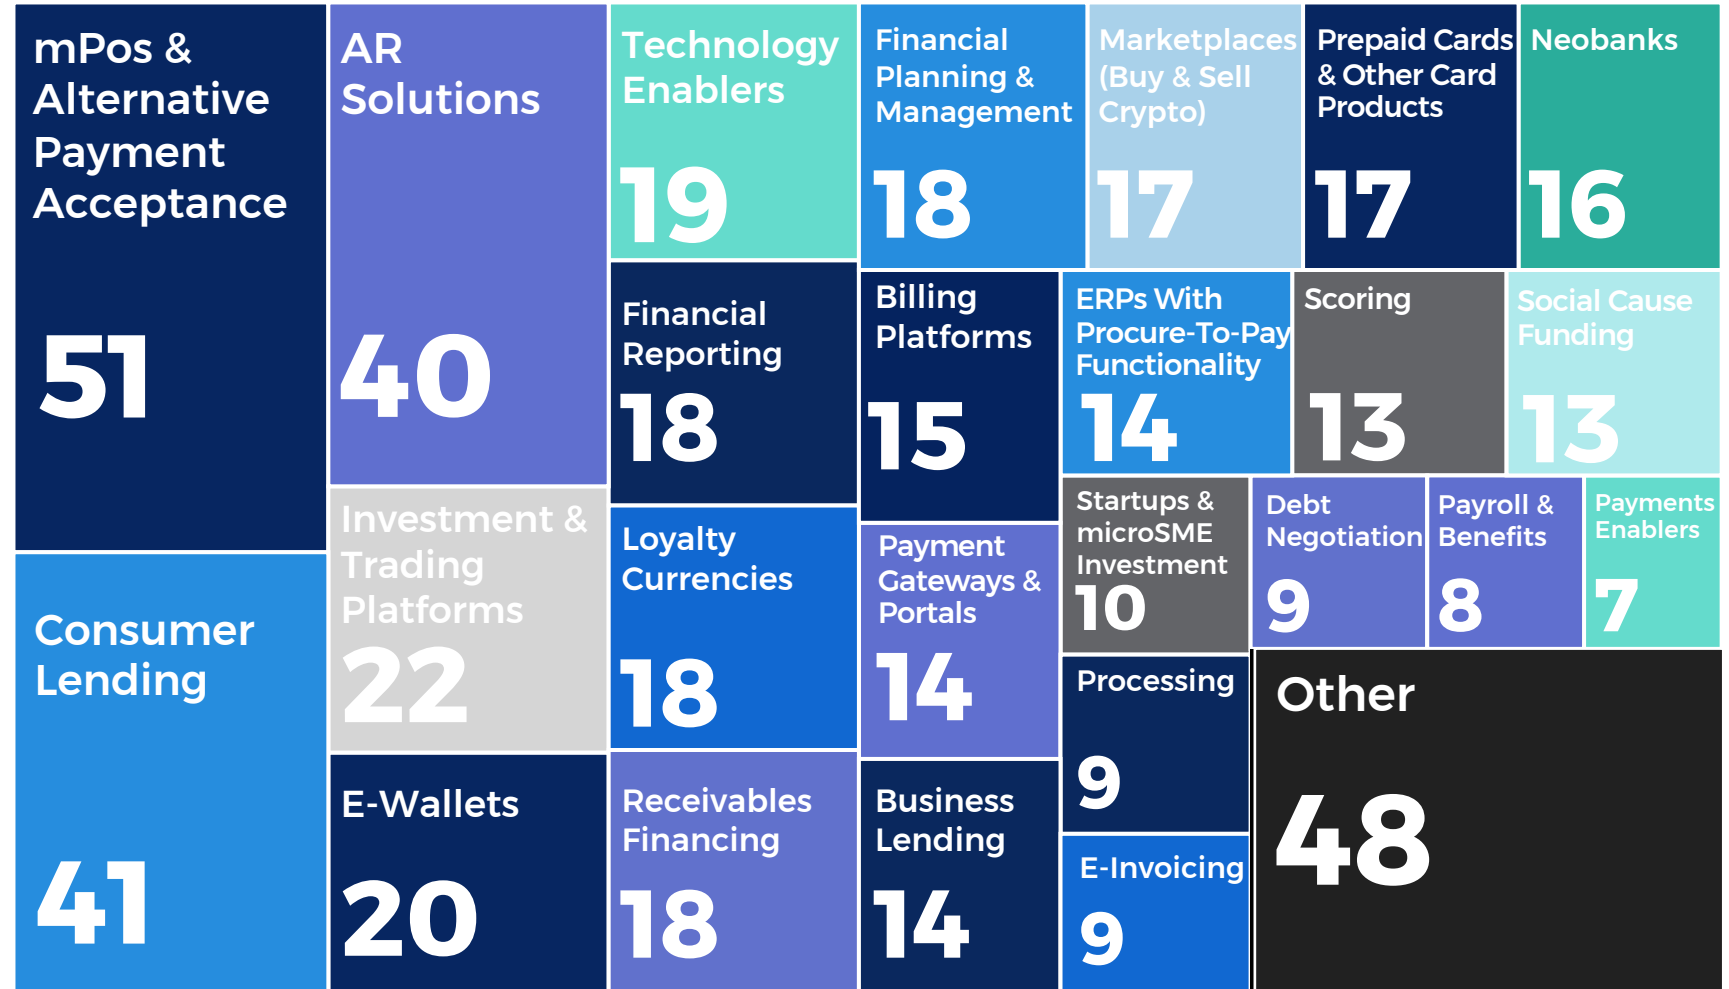 mPos &
Alternative
Payment
Acceptance
51
Consumer
Lending
41
AR
Solutions
40
Investment &
Trading
Platforms
22
E-Wallets
20
Technology
Enablers
19
Financial
Reporting
18
Loyalty
Currencies
18
Receivables
Financing
18
Financial
Planning &
Management
18
Marketplaces
(Buy & Sell
Crypto)
17
Prepaid Cards
& Other Card
Products
17
Neobanks
16
Billing
Platforms
15
Payment
Gateways &
Portals
14
Business
Lending
14
ERPs With
Procure-To-Pay
Functionality
14
Scoring
13
Social Cause
Funding
13
Startups &
microSME
Investment
10
Debt
Negotiation
9
Payroll &
Benefits
8
Payments
Enablers
7
Processing
9
E-Invoicing
9
Other
48